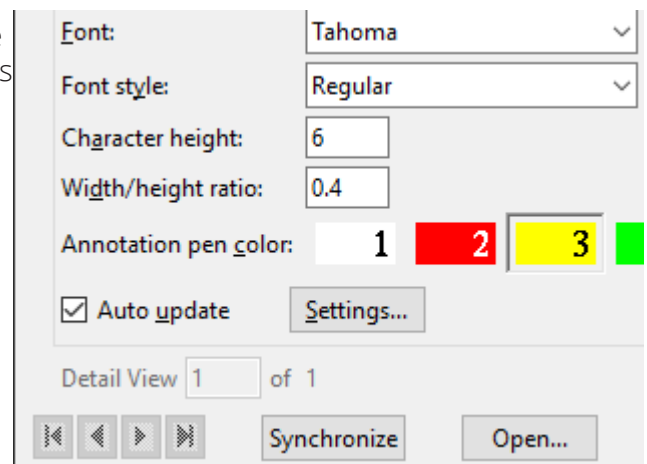 e
s
Font: Tahoma
Font style: Regular
Character height: 6
Width/height ratio: 0.4
Annotation pen color: 1 2 3
Auto update Settings...
Detail View 1 of 1
Synchronize Open...